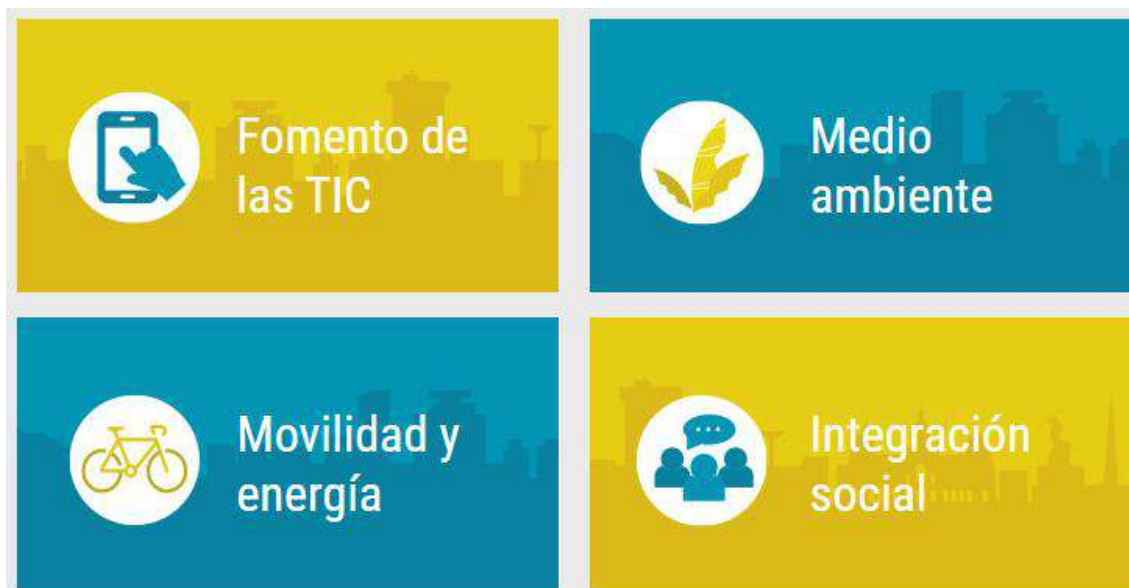 Fomento de
las TIC
Medio
ambiente
Movilidad y
energía
Integración
social